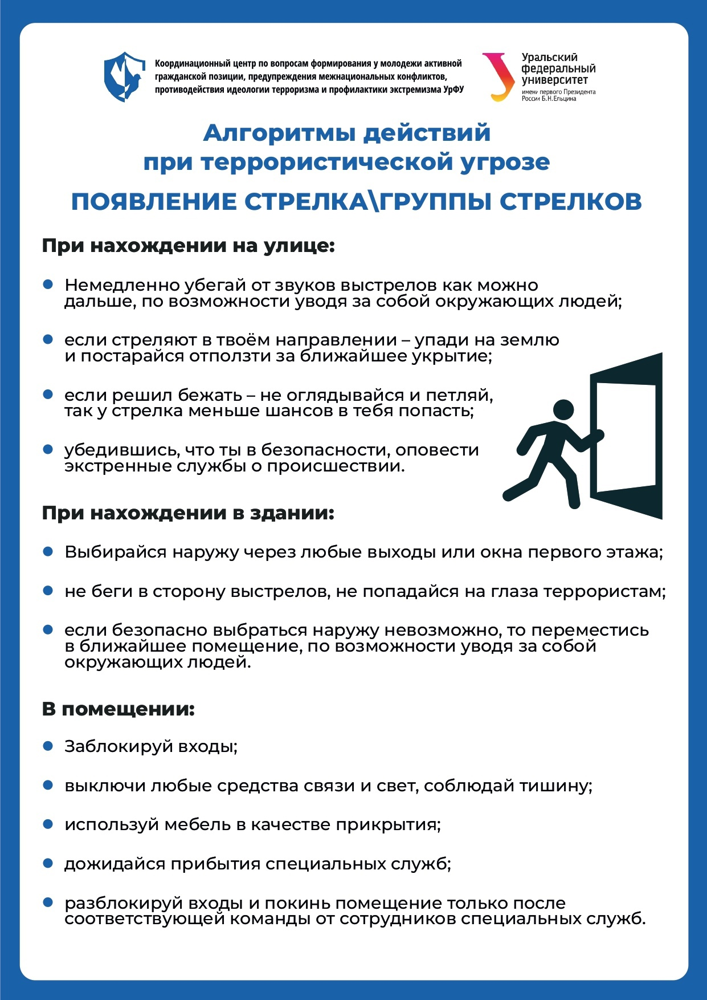 Координационный центр по вопросам формирования у молодежи активной
гражданской позиции, предупреждения межнациональных конфликтов,
противодействия идеологии терроризма и профилактики экстремизма УрФУ
Уральский
федеральный
университет
имени первого Президента
России Б.Н.Ельцина
Алгоритмы действий
при террористической угрозе
ПОЯВЛЕНИЕ СТРЕЛКА\ГРУППЫ СТРЕЛКОВ
При нахождении на улице:
Немедленно убегай от звуков выстрелов как можно
дальше, по возможности уводя за собой окружающих людей;
если стреляют в твоём направлении – упади на землю
и постарайся отползти за ближайшее укрытие;
если решил бежать – не оглядывайся и петляй,
так у стрелка меньше шансов в тебя попасть;
убедившись, что ты в безопасности, оповести
экстренные службы о происшествии.
При нахождении в здании:
Выбирайся наружу через любые выходы или окна первого этажа;
не беги в сторону выстрелов, не попадайся на глаза террористам;
если безопасно выбраться наружу невозможно, то переместись
в ближайшее помещение, по возможности уводя за собой
окружающих людей.
В помещении:
Заблокируй входы;
выключи любые средства связи и свет, соблюдай тишину;
используй мебель в качестве прикрытия;
дожидайся прибытия специальных служб;
разблокируй входы и покинь помещение только после
соответствующей команды от сотрудников специальных служб.